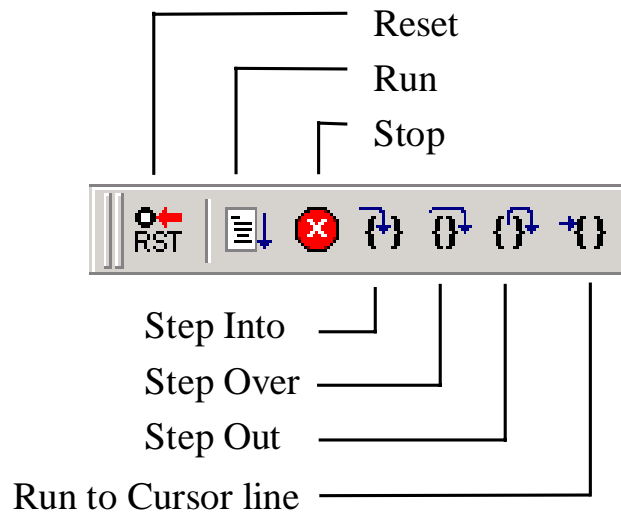 Reset
Run
Stop
RST
Step Into
Step Over
Step Out
Run to Cursor line